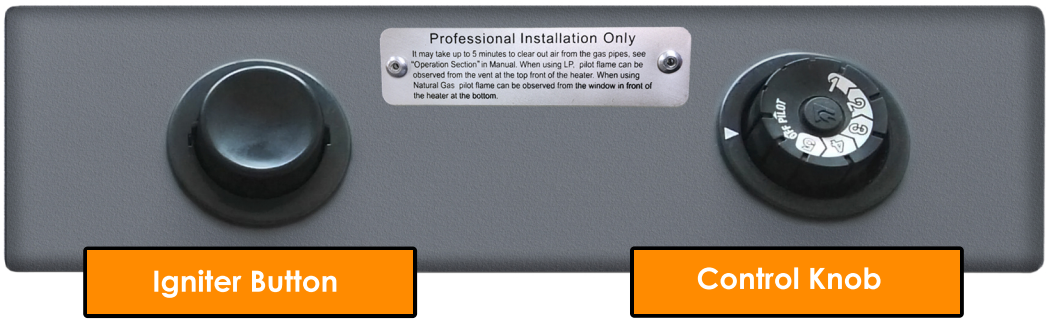 Professional Installation Only
It may take up to 5 minutes to clear out air from the gas pipes, see
"Operation Section" in Manual. When using LP, pilot flame can be
observed from the vent at the top front of the heater. When using
Natural Gas pilot flame can be observed from the window in front of
the heater at the bottom.
OFF PILOT 1 2 3 4 5
Igniter Button
Control Knob